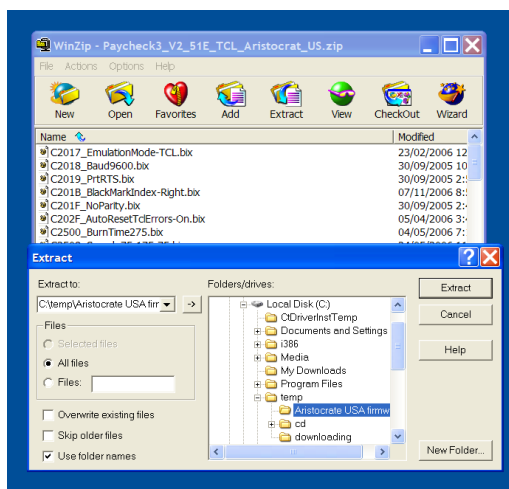 WinZip - Paycheck3_V2_51E_TCL_Aristocrat_US.zip
File Actions Options Help
New Open Favorites Add Extract View CheckOut Wizard
Name Modified
C2017_EmulationMode-TCL.bix 23/02/2006 12
C2018_Baud9600.bix 30/09/2005 10
C2019_PrtRTS.bix 30/09/2005 2:
C201B_BlackMarkIndex-Right.bix 07/11/2006 8:
C201F_NoParity.bix 30/09/2005 2:
C202F_AutoResetTclErrors-On.bix 05/04/2006 3:
C2500_BurnTime275.bix 04/05/2006 7:
Extract
Extract to: Folders/drives: Extract
C:\temp\Aristocrate USA firr -> Local Disk (C:)
CtDriverInstTemp Cancel
Files Documents and Settings
Selected files i386 Help
All files Media
Files: My Downloads
Program Files
temp
Overwrite existing files Aristocrate USA firmw
Skip older files cd
downloading
Use folder names New Folder...